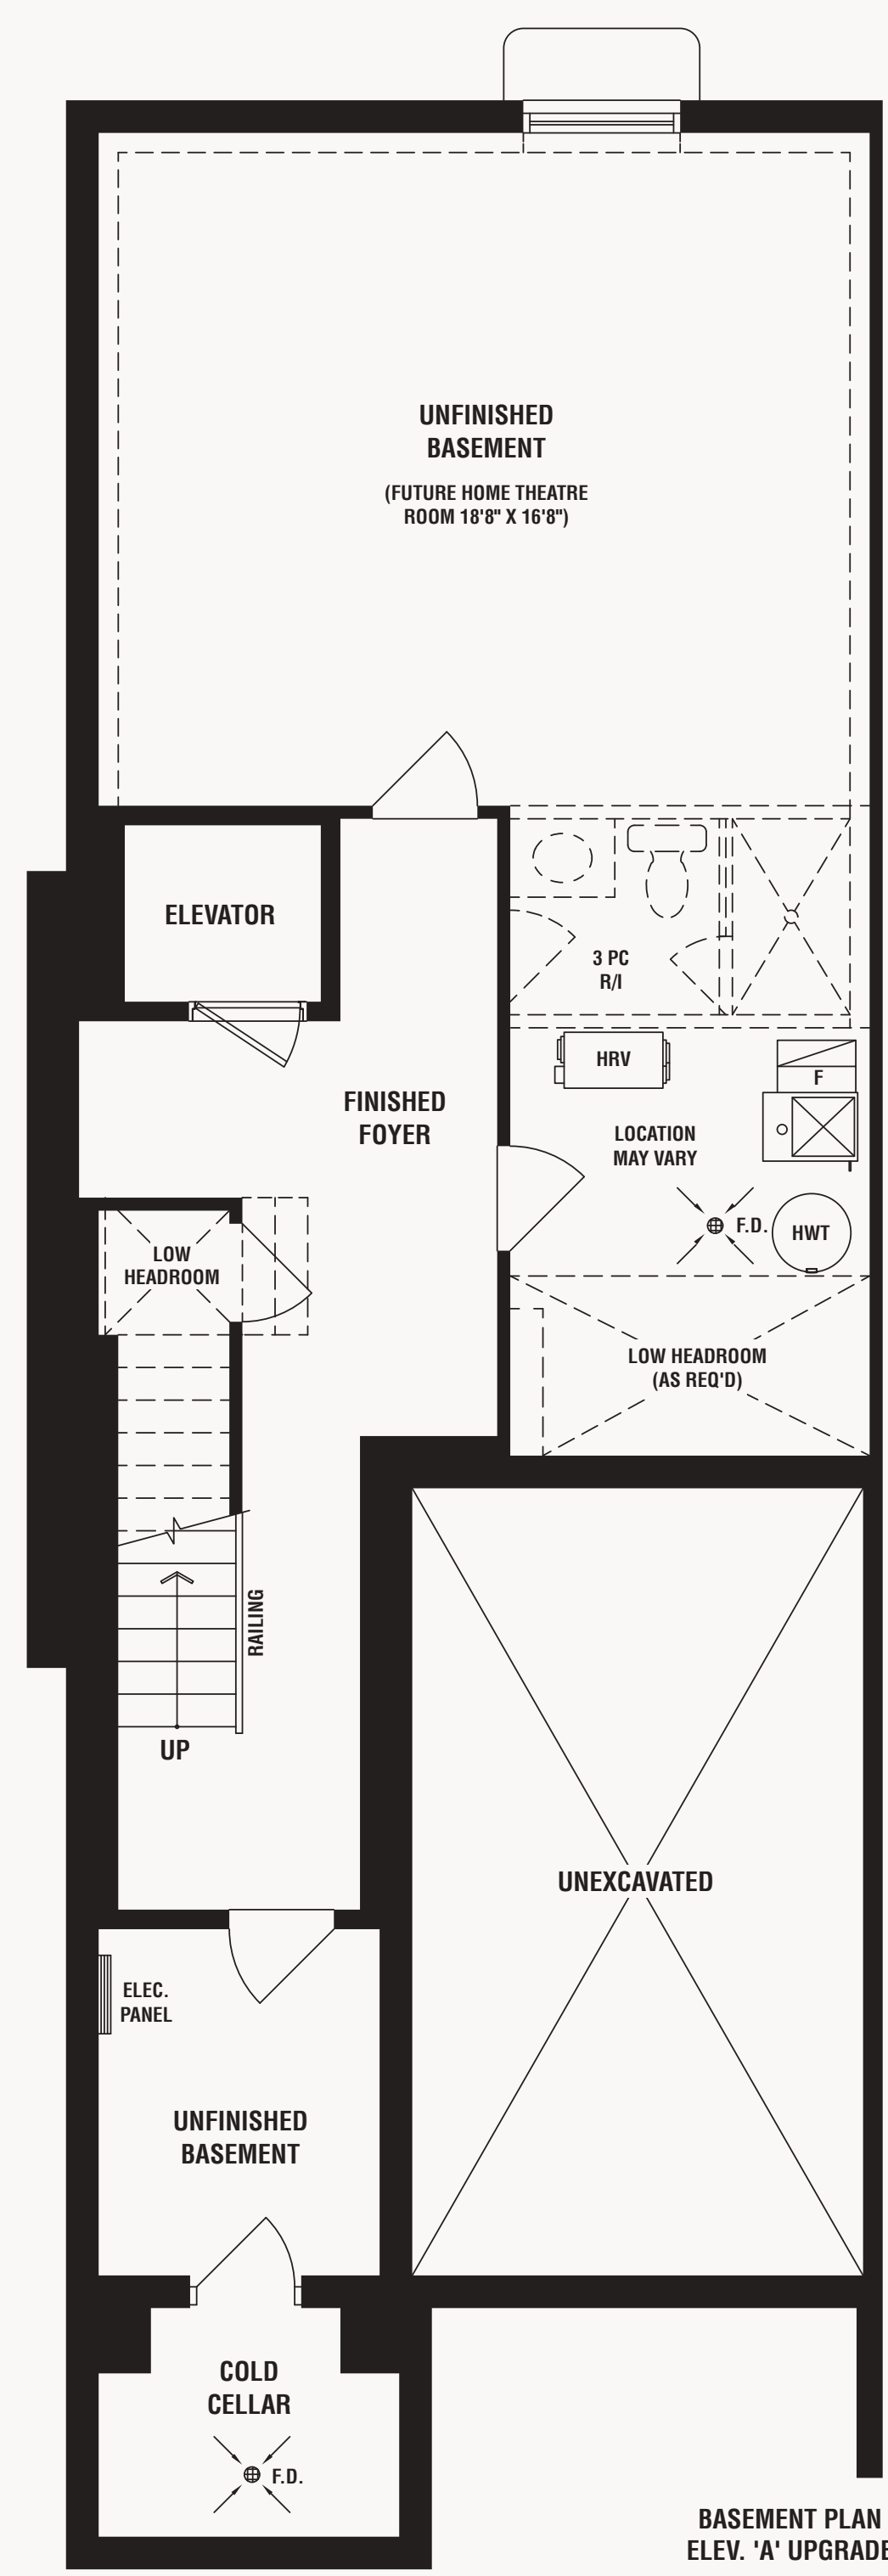 UNFINISHED
BASEMENT
(FUTURE HOME THEATRE
ROOM 18'8" X 16'8")
ELEVATOR
3 PC
R/I
HRV
F
FINISHED
FOYER
LOCATION
MAY VARY
F.D.
HWT
LOW
HEADROOM
LOW HEADROOM
(AS REQ'D)
RAILING
UP
UNEXCAVATED
ELEC.
PANEL
UNFINISHED
BASEMENT
COLD
CELLAR
F.D.
BASEMENT PLAN
ELEV. 'A' UPGRADE